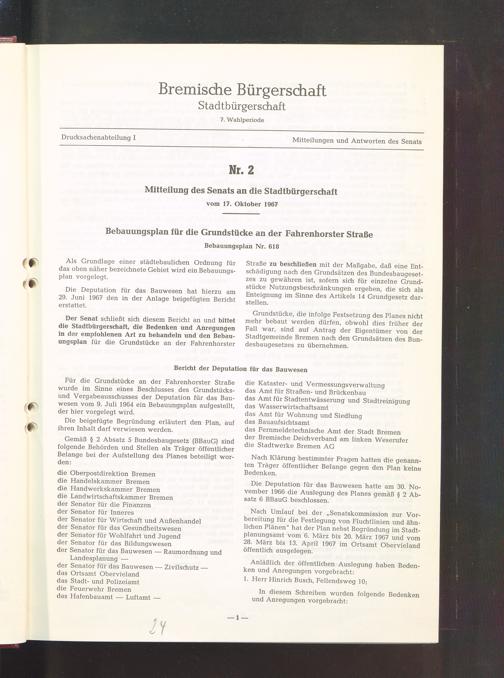 Bremische Bürgerschaft
Stadtbürgerschaft
7. Wahlperiode
Drucksachenabteilung I
Mitteilungen und Antworten des Senats
Nr. 2
Mitteilung des Senats an die Stadtbürgerschaft
vom 17. Oktober 1967
Bebauungsplan für die Grundstücke an der Fahrenhorster Straße
Bebauungsplan Nr. 618
Als Grundlage einer städtebaulichen Ordnung für
das oben näher bezeichnete Gebiet wird ein Bebauungs-
plan vorgelegt.
Die Deputation für das Bauwesen hat hierzu am
29. Juni 1967 den in der Anlage beigefügten Bericht
erstattet.
Der Senat schließt sich diesem Bericht an und bittet
die Stadtbürgerschaft, die Bedenken und Anregungen
in der empfohlenen Art zu behandeln und den Bebau-
ungsplan für die Grundstücke an der Fahrenhorster
Straße zu beschließen mit der Maßgabe, daß eine Ent-
schädigung nach den Grundsätzen des Bundesbaugeset-
zes zu gewähren ist, sofern sich für einzelne Grund-
stücke Nutzungsbeschränkungen ergeben, die sich als
Enteignung im Sinne des Artikels 14 Grundgesetz dar-
stellen.
Grundstücke, die infolge Festsetzung des Planes nicht
mehr bebaut werden dürfen, obwohl dies früher der
Fall war, sind auf Antrag der Eigentümer von der
Stadtgemeinde Bremen nach den Grundsätzen des Bun-
desbaugesetzes zu übernehmen.
Bericht der Deputation für das Bauwesen
Für die Grundstücke an der Fahrenhorster Straße
wurde im Sinne eines Beschlusses des Grundstücks-
und Vergabeausschusses der Deputation für das Bau-
wesen vom 9. Juli 1964 ein Bebauungsplan aufgestellt,
der hier vorgelegt wird.
Die beigefügte Begründung erläutert den Plan, auf
ihren Inhalt darf verwiesen werden.
Gemäß § 2 Absatz 5 Bundesbaugesetz (BBauG) sind
folgende Behörden und Stellen als Träger öffentlicher
Belange bei der Aufstellung des Planes beteiligt wor-
den:
die Oberpostdirektion Bremen
die Handelskammer Bremen
die Handwerkskammer Bremen
die Landwirtschaftskammer Bremen
der Senator für die Finanzen
der Senator für Inneres
der Senator für Wirtschaft und Außenhandel
der Senator für das Gesundheitswesen
der Senator für Wohlfahrt und Jugend
der Senator für das Bildungswesen
der Senator für das Bauwesen — Raumordnung und
Landesplanung —
der Senator für das Bauwesen — Zivilschutz —
das Ortsamt Obervieland
das Stadt- und Polizeiamt
die Feuerwehr Bremen
das Hafenbauamt — Luftamt —
die Kataster- und Vermessungsverwaltung
das Amt für Straßen- und Brückenbau
das Amt für Stadtentwässerung und Stadtreinigung
das Wasserwirtschaftsamt
das Amt für Wohnung und Siedlung
das Bauaufsichtsamt
das Fernmeldetechnische Amt der Stadt Bremen
der Bremische Deichverband am linken Weserufer
die Stadtwerke Bremen AG
Nach Klärung bestimmter Fragen hatten die genann-
ten Träger öffentlicher Belange gegen den Plan keine
Bedenken.
Die Deputation für das Bauwesen hatte am 30. No-
vember 1966 die Auslegung des Planes gemäß § 2 Ab-
satz 6 BBauG beschlossen.
Nach Umlauf bei der „Senatskommission zur Vor-
bereitung für die Festlegung von Fluchtlinien und ähn-
lichen Plänen" hat der Plan nebst Begründung im Stadt-
planungsamt vom 6. März bis 20. März 1967 und vom
28. März bis 13. April 1967 im Ortsamt Obervieland
öffentlich ausgelegen.
Anläßlich der öffentlichen Auslegung haben Beden-
ken und Anregungen vorgebracht:
1. Herr Hinrich Busch, Fellendsweg 10;
In diesem Schreiben wurden folgende Bedenken
und Anregungen vorgebracht:
— 1 —
24